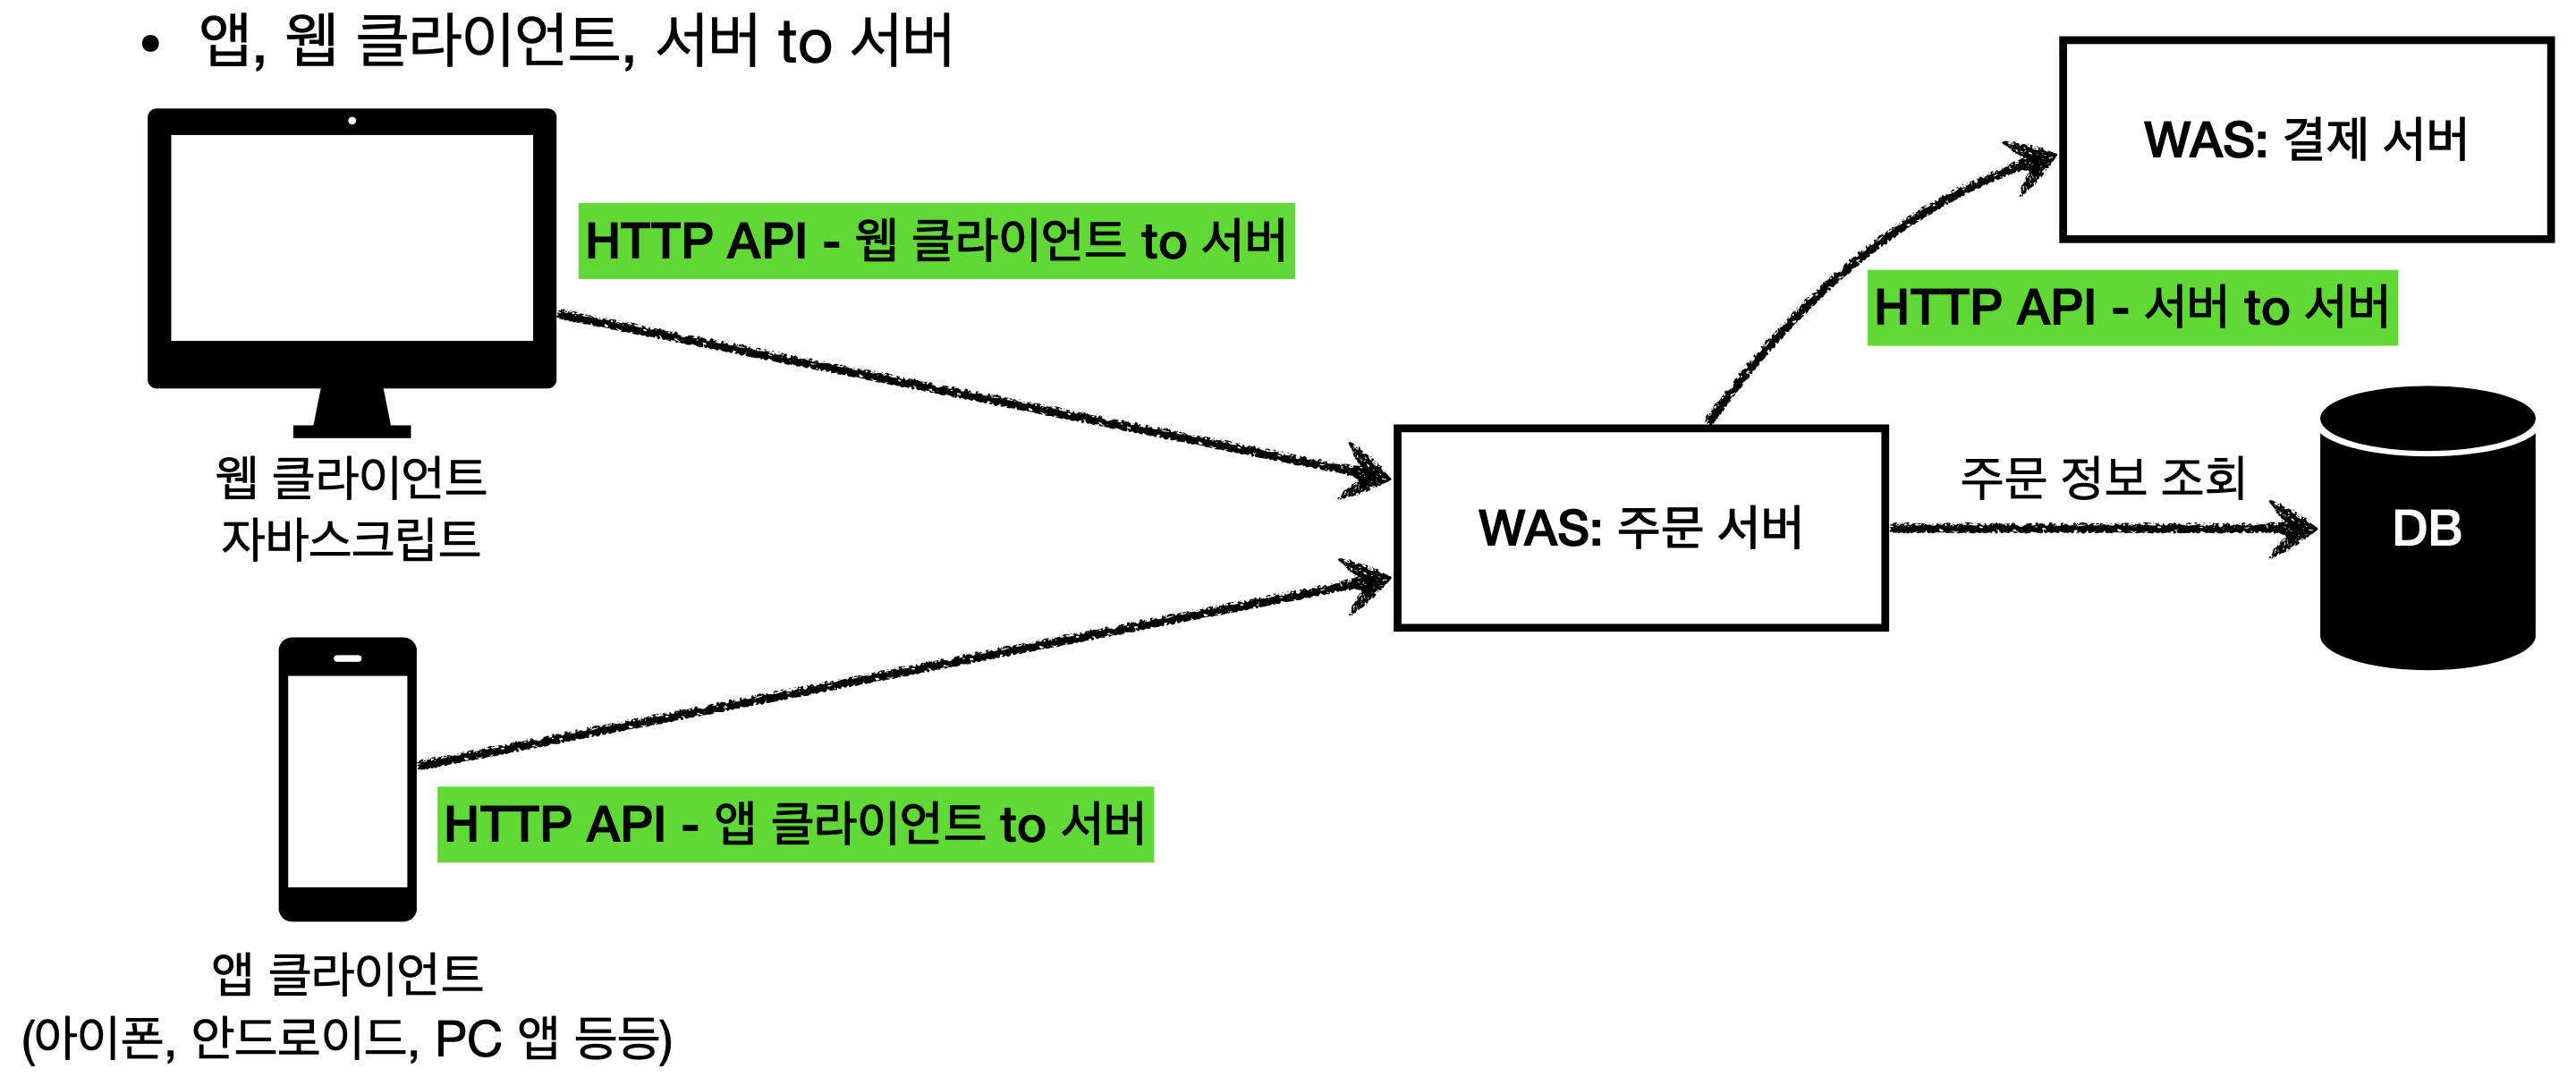 • 앱, 웹 클라이언트, 서버 to 서버
WAS: 결제 서버
HTTP API - 웹 클라이언트 to 서버
HTTP API - 서버 to 서버
웹 클라이언트
자바스크립트
WAS: 주문 서버
주문 정보 조회
DB
HTTP API - 앱 클라이언트 to 서버
앱 클라이언트
(아이폰, 안드로이드, PC 앱 등등)